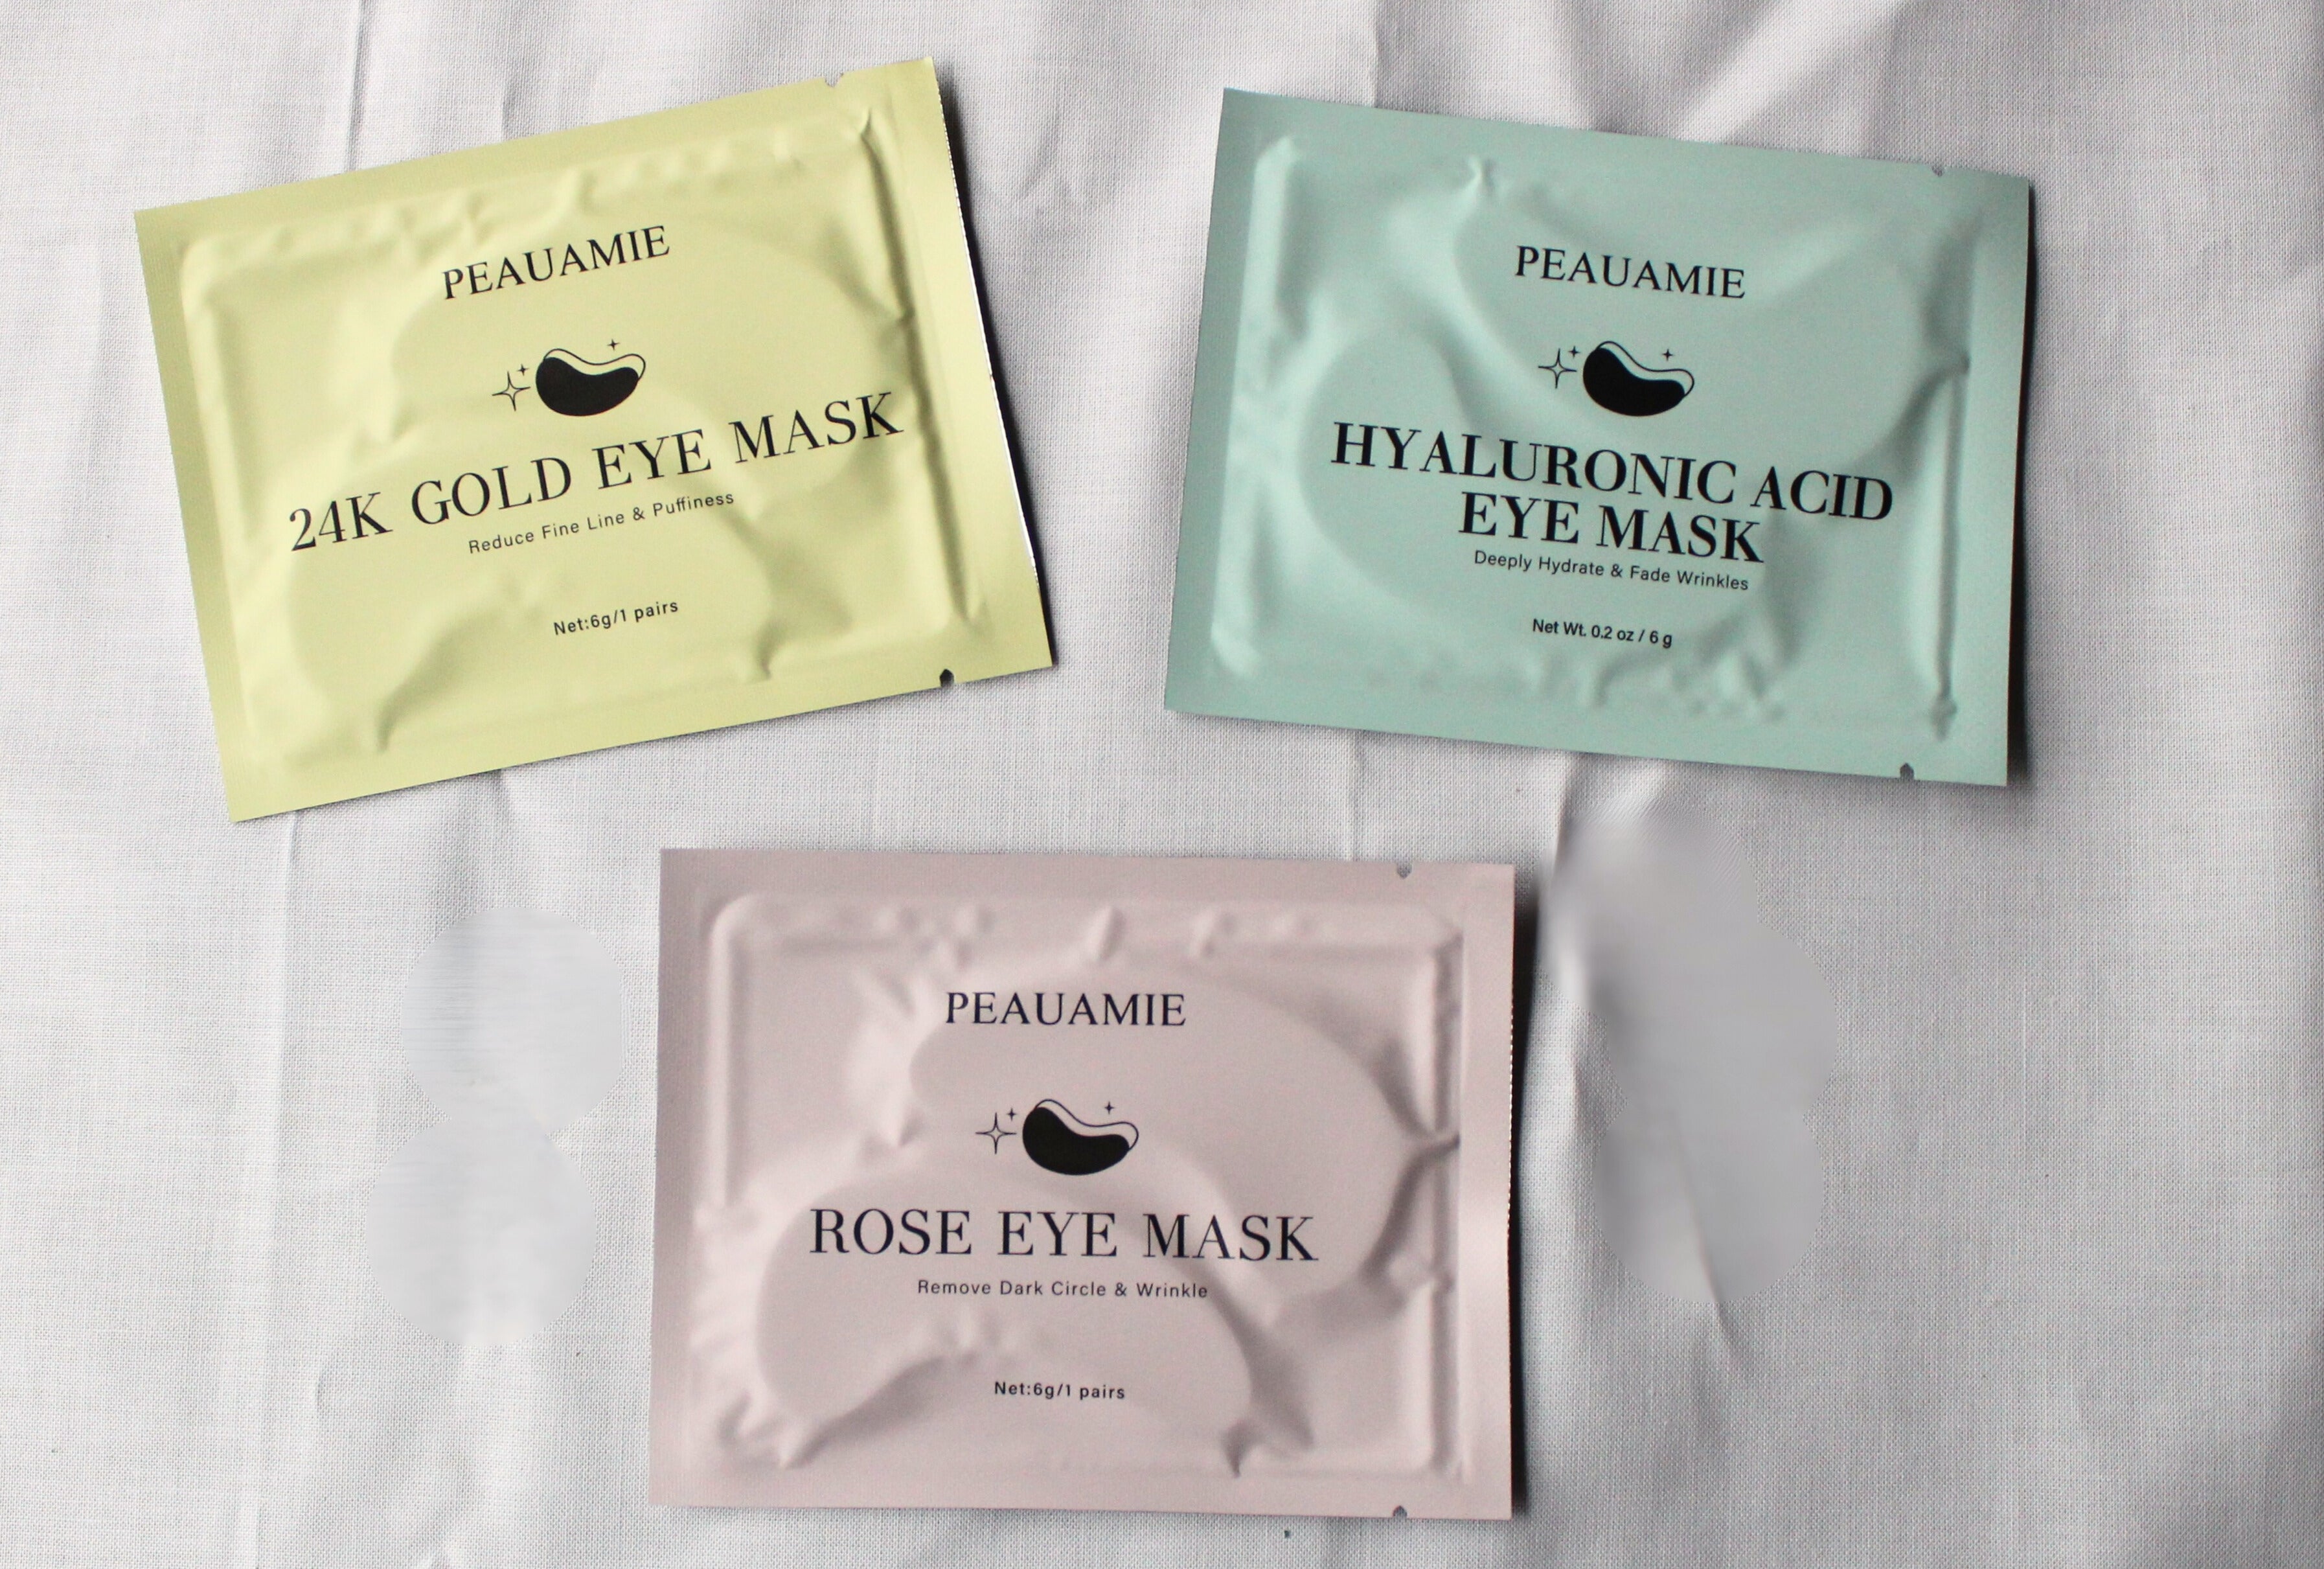 PEAUAMIE
24K GOLD EYE MASK
Reduce Fine Line & Puffiness
Net:6g/1 pairs
PEAUAMIE
HYALURONIC ACID
EYE MASK
Deeply Hydrate & Fade Wrinkles
Net Wt. 0.2 oz / 6 g
PEAUAMIE
ROSE EYE MASK
Remove Dark Circle & Wrinkle
Net:6g/1 pairs